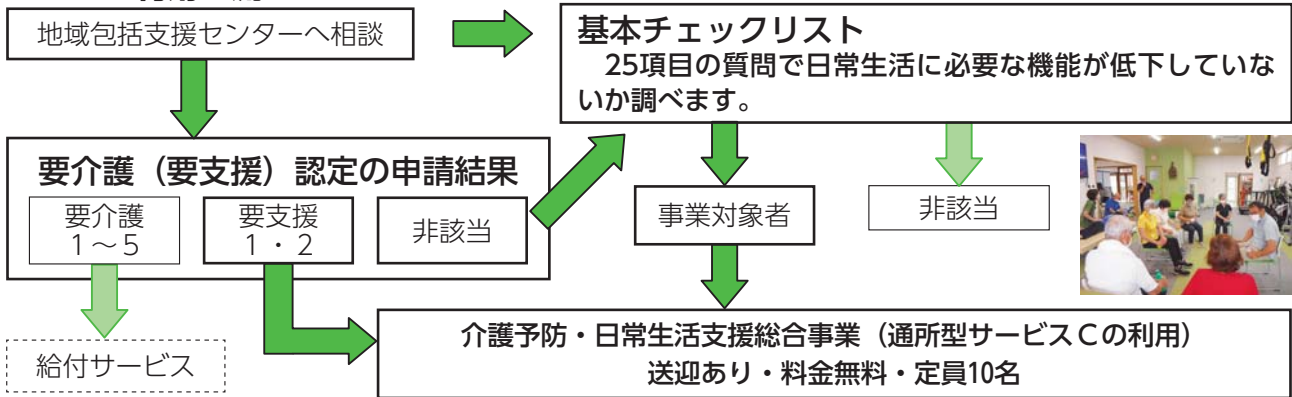 地域包括支援センターへ相談
基本チェックリスト
25項目の質問で日常生活に必要な機能が低下していな
いか調べます。
要介護（要支援）認定の申請結果
要介護
1～5
要支援
1・2
非該当
事業対象者
非該当
給付サービス
介護予防・日常生活支援総合事業（通所型サービスCの利用）
送迎あり・料金無料・定員10名